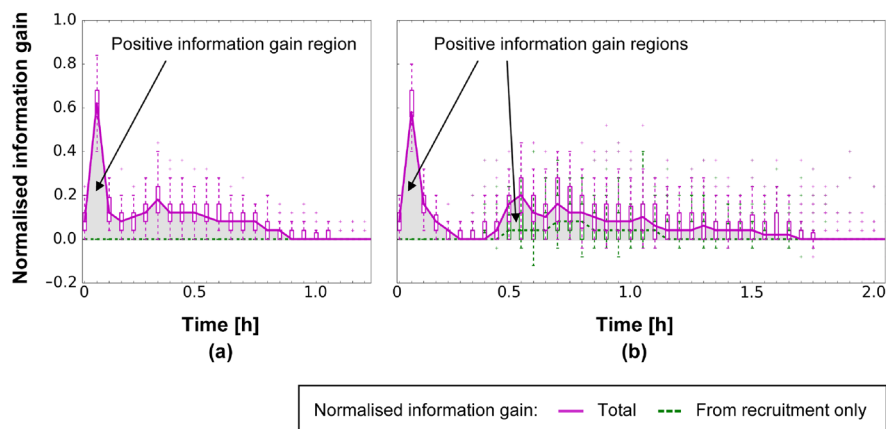 Normalised information gain
1.0
0.8
0.6
0.4
0.2
0.0
−0.2
Positive information gain region
Positive information gain regions
0 0.5 1.0
0 0.5 1.0 1.5 2.0
Time [h]
Time [h]
(a)
(b)
Normalised information gain: Total From recruitment only